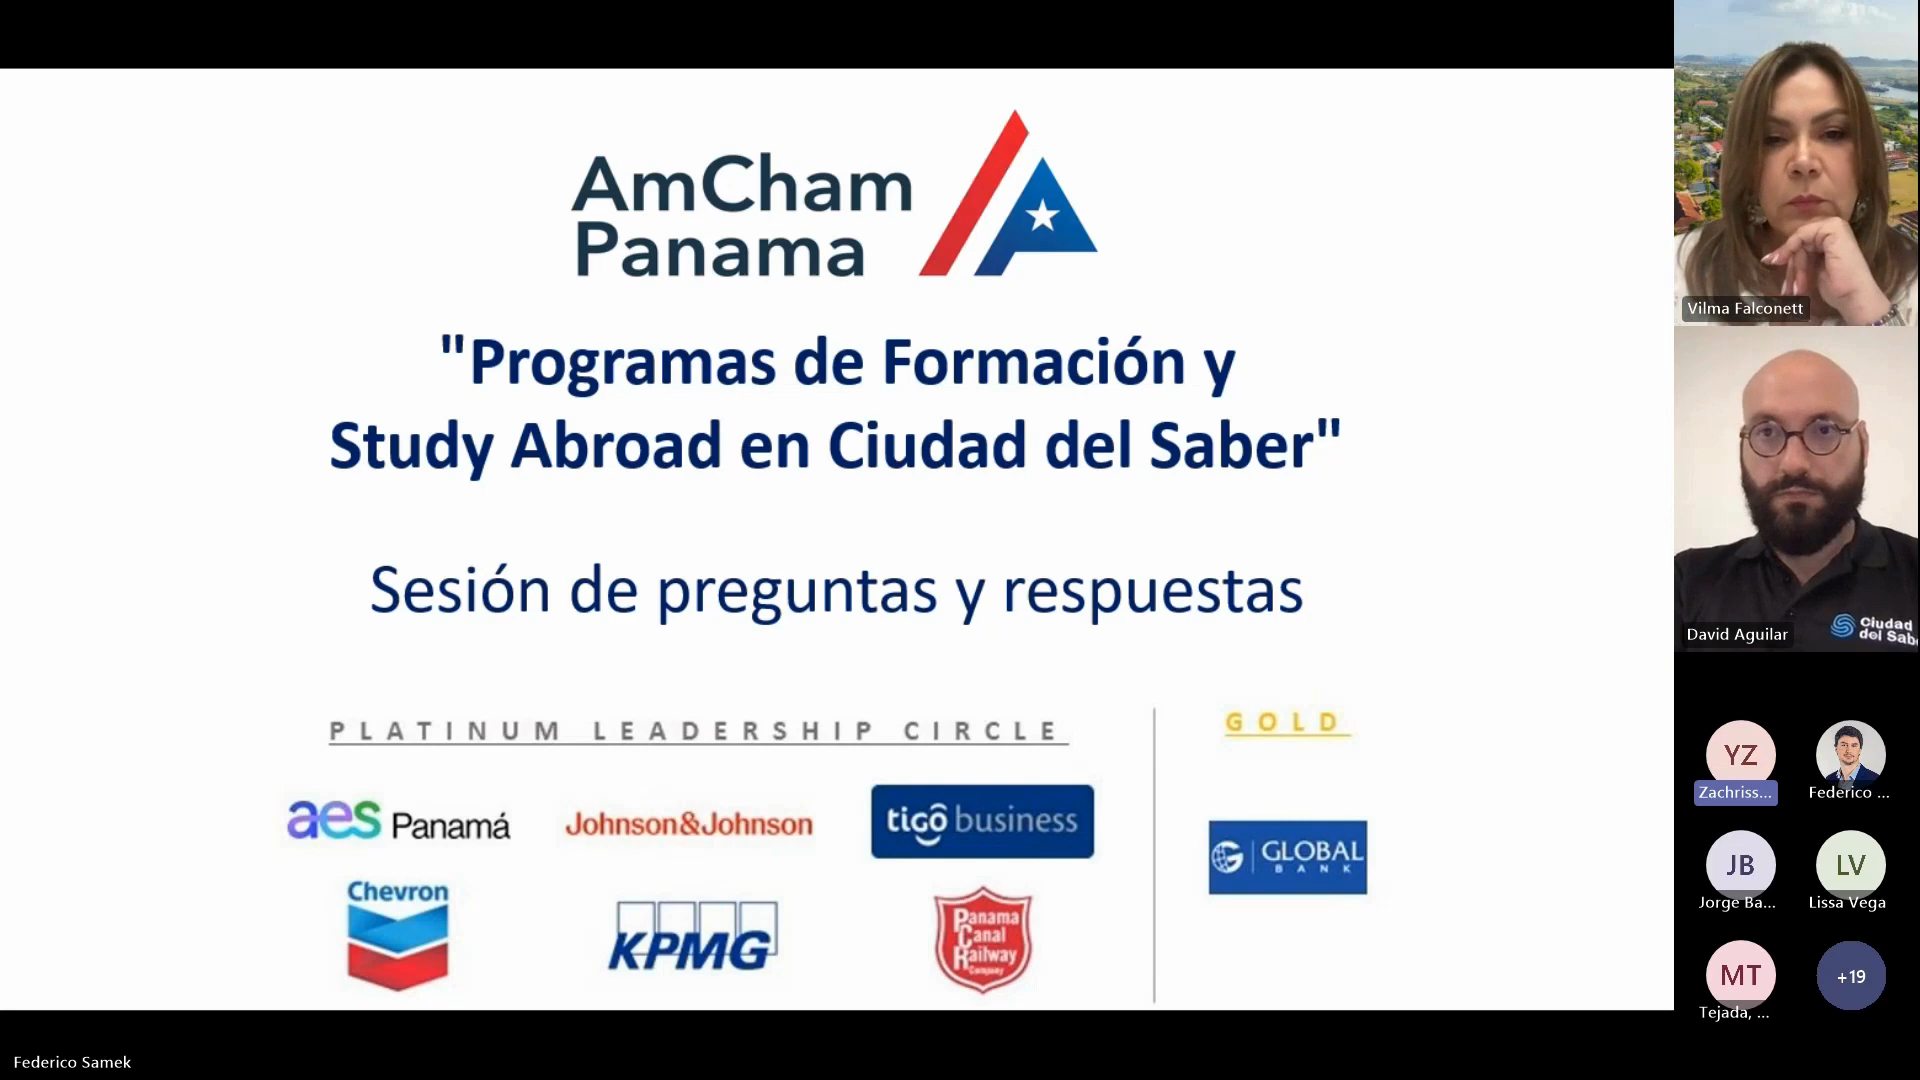 AmCham
Panama
"Programas de Formación y
Study Abroad en Ciudad del Saber"
Sesión de preguntas y respuestas
PLATINUM LEADERSHIP CIRCLE
GOLD
aes Panamá
Johnson&Johnson
tigo business
GLOBAL
BANK
Chevron
KPMG
Panama
Canal
Railway
Company
Vilma Falconett
Ciudad
del Sab
David Aguilar
YZ
Zachriss...
Federico ...
JB
Jorge Ba...
LV
Lissa Vega
MT
Tejada, ...
+19
Federico Samek